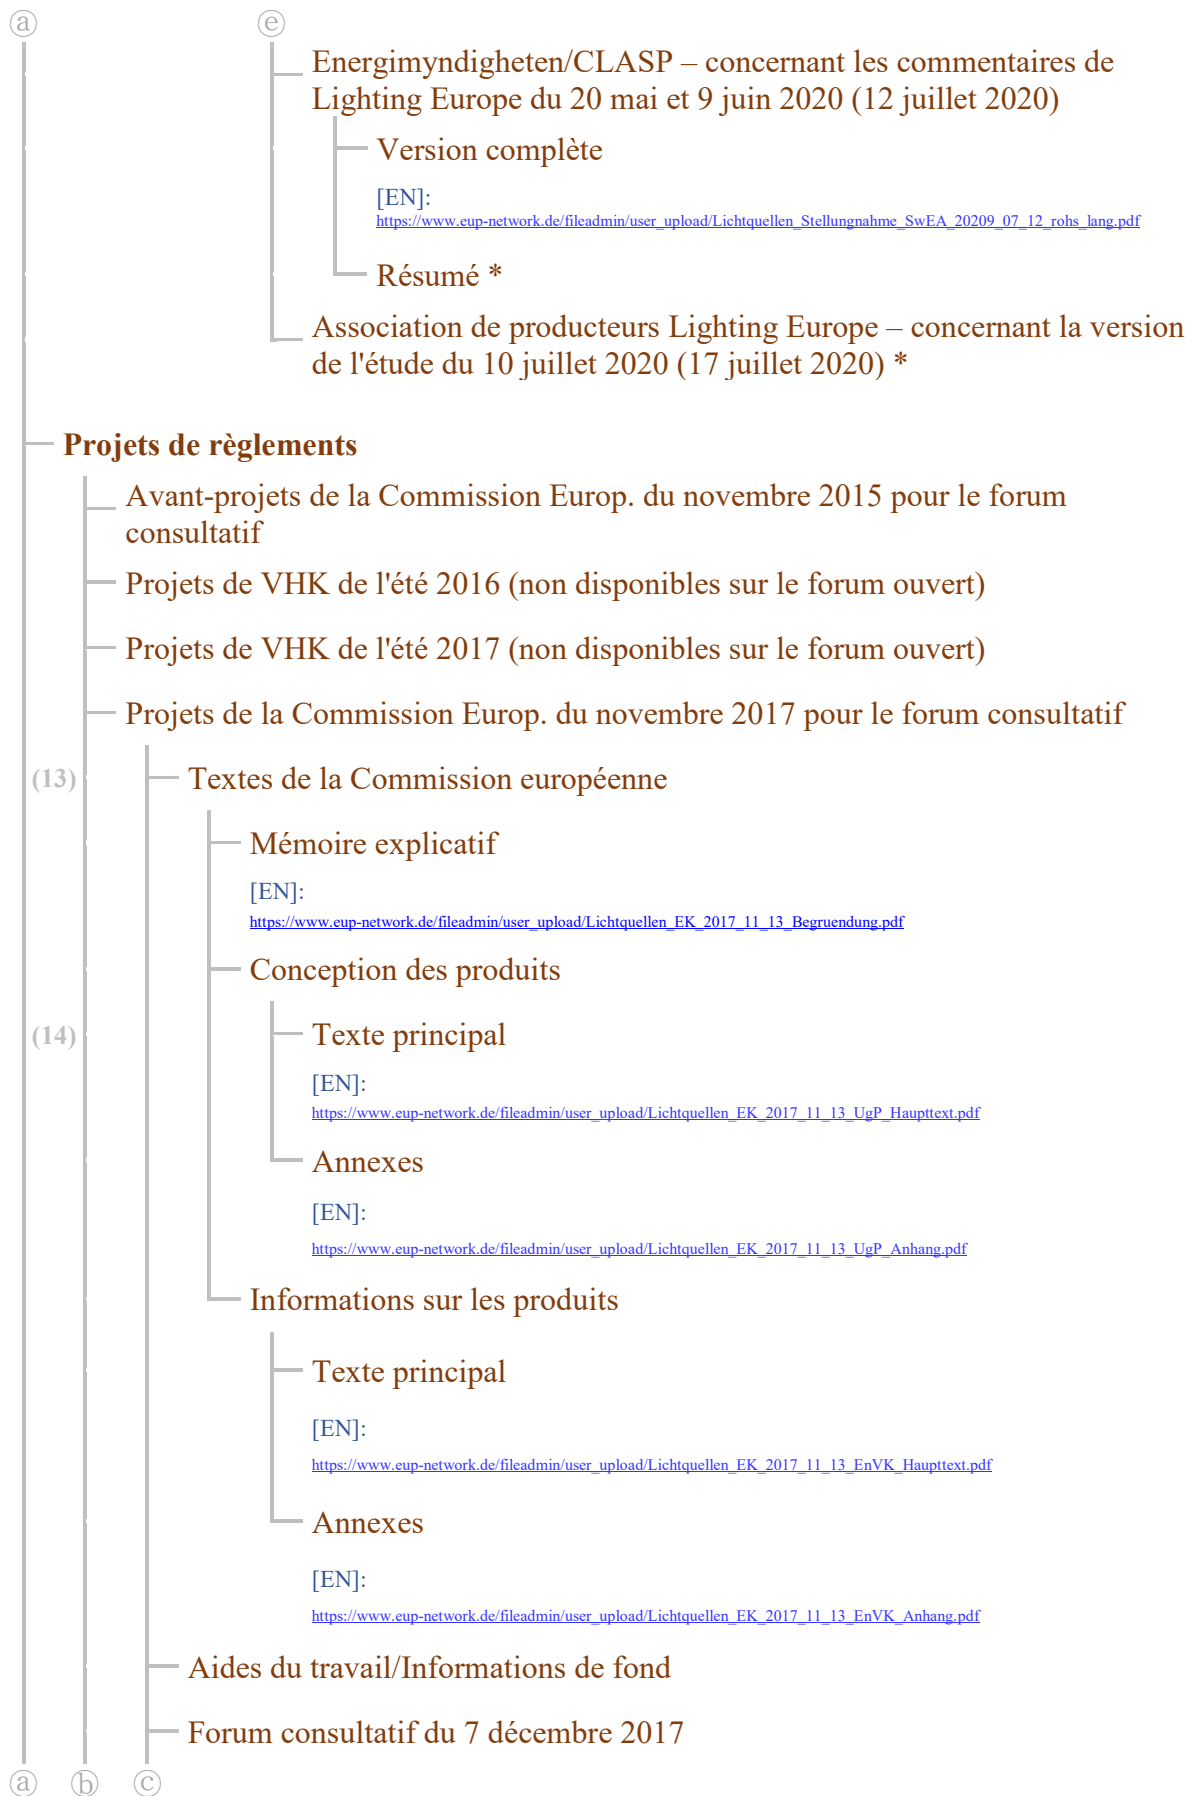 ⓐ ⓔ
Energimyndigheten/CLASP – concernant les commentaires de
Lighting Europe du 20 mai et 9 juin 2020 (12 juillet 2020)
Version complète
[EN]:
https://www.eup-network.de/fileadmin/user_upload/Lichtquellen_Stellungnahme_SwEA_20209_07_12_rohs_lang.pdf
Résumé *
Association de producteurs Lighting Europe – concernant la version
de l'étude du 10 juillet 2020 (17 juillet 2020) *
Projets de règlements
Avant-projets de la Commission Europ. du novembre 2015 pour le forum
consultatif
Projets de VHK de l'été 2016 (non disponibles sur le forum ouvert)
Projets de VHK de l'été 2017 (non disponibles sur le forum ouvert)
Projets de la Commission Europ. du novembre 2017 pour le forum consultatif
(13) Textes de la Commission européenne
Mémoire explicatif
[EN]:
https://www.eup-network.de/fileadmin/user_upload/Lichtquellen_EK_2017_11_13_Begruendung.pdf
Conception des produits
(14) Texte principal
[EN]:
https://www.eup-network.de/fileadmin/user_upload/Lichtquellen_EK_2017_11_13_UgP_Haupttext.pdf
Annexes
[EN]:
https://www.eup-network.de/fileadmin/user_upload/Lichtquellen_EK_2017_11_13_UgP_Anhang.pdf
Informations sur les produits
Texte principal
[EN]:
https://www.eup-network.de/fileadmin/user_upload/Lichtquellen_EK_2017_11_13_EnVK_Haupttext.pdf
Annexes
[EN]:
https://www.eup-network.de/fileadmin/user_upload/Lichtquellen_EK_2017_11_13_EnVK_Anhang.pdf
Aides du travail/Informations de fond
Forum consultatif du 7 décembre 2017
ⓐ ⓑ ⓒ